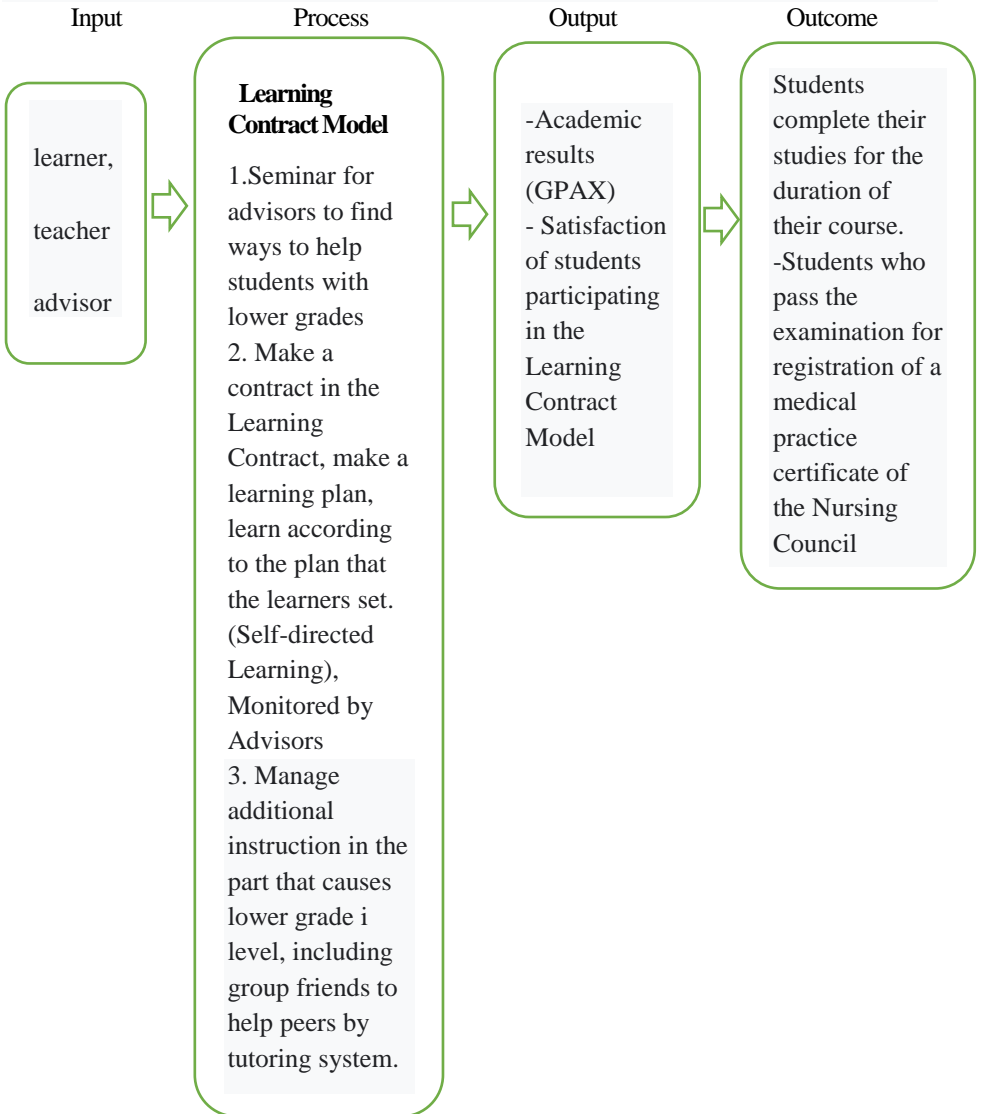 Input
Process
Output
Outcome
learner,
teacher
advisor
Learning
Contract Model
1.Seminar for
advisors to find
ways to help
students with
lower grades
2. Make a
contract in the
Learning
Contract, make a
learning plan,
learn according
to the plan that
the learners set.
(Self-directed
Learning),
Monitored by
Advisors
3. Manage
additional
instruction in the
part that causes
lower grade i
level, including
group friends to
help peers by
tutoring system.
-Academic
results
(GPAX)
- Satisfaction
of students
participating
in the
Learning
Contract
Model
Students
complete their
studies for the
duration of
their course.
-Students who
pass the
examination for
registration of a
medical
practice
certificate of
the Nursing
Council